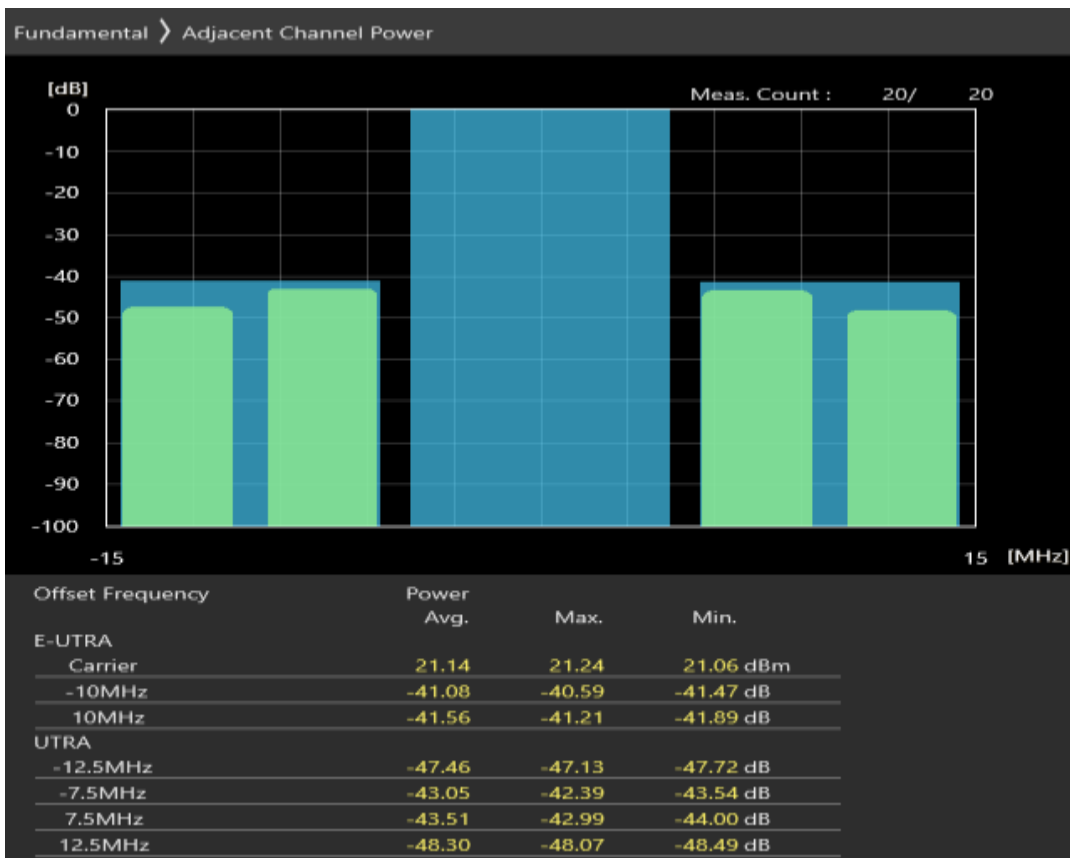 Fundamental 》 Adjacent Channel Power
[dB]
Meas. Count : 20/ 20
0
-10
-20
-30
-40
-50
-60
-70
-80
-90
-100
-15 15 [MHz]
Offset Frequency Power
Avg. Max. Min.
E-UTRA
Carrier 21.14 21.24 21.06 dBm
-10MHz -41.08 -40.59 -41.47 dB
10MHz -41.56 -41.21 -41.89 dB
UTRA
-12.5MHz -47.46 -47.13 -47.72 dB
-7.5MHz -43.05 -42.39 -43.54 dB
7.5MHz -43.51 -42.99 -44.00 dB
12.5MHz -48.30 -48.07 -48.49 dB